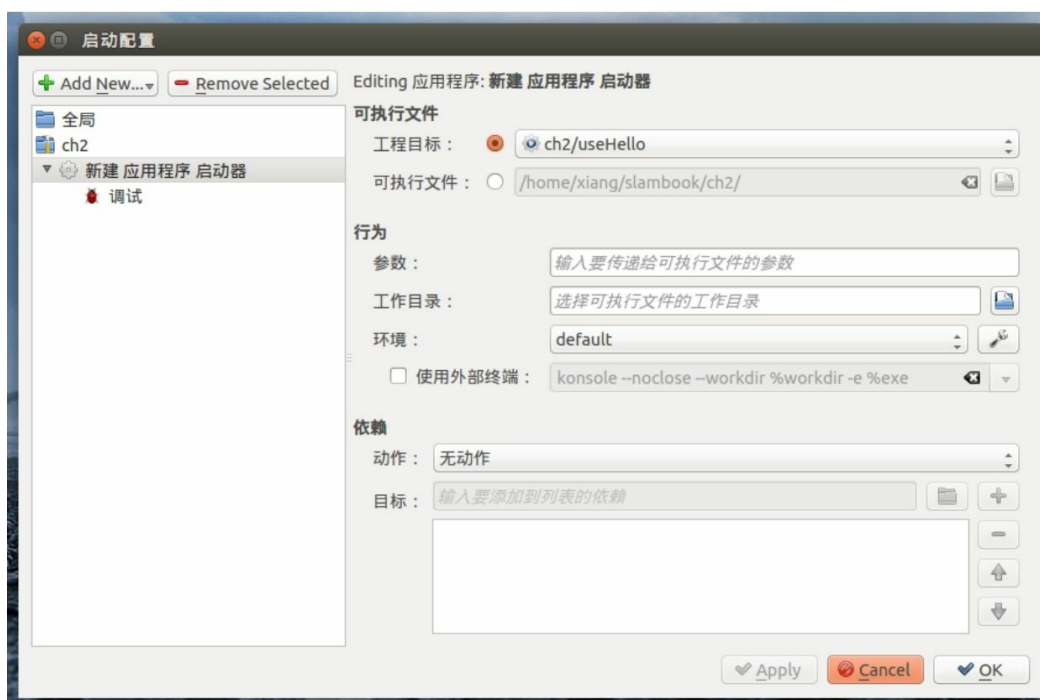 启动配置
Add New...
Remove Selected
Editing 应用程序: 新建 应用程序 启动器
全局
ch2
新建 应用程序 启动器
调试
可执行文件
工程目标：
ch2/useHello
可执行文件：
/home/xiang/slambook/ch2/
行为
参数：
输入要传递给可执行文件的参数
工作目录：
选择可执行文件的工作目录
环境：
default
使用外部终端：
konsole --noclose --workdir %workdir -e %exe
依赖
动作：
无动作
目标：
输入要添加到列表的依赖
Apply
Cancel
OK